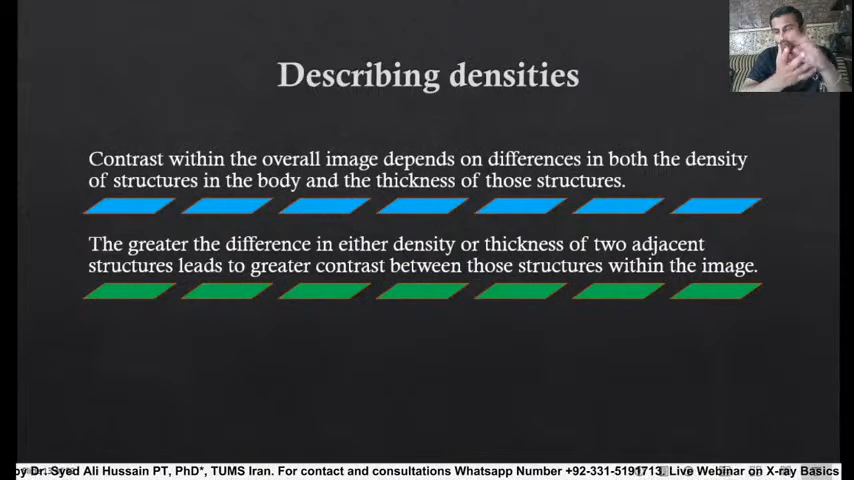 Describing densities
Contrast within the overall image depends on differences in both the density
of structures in the body and the thickness of those structures.
The greater the difference in either density or thickness of two adjacent
structures leads to greater contrast between those structures within the image.
by Dr. Syed Ali Hussain PT, PhD*, TUMS Iran. For contact and consultations Whatsapp Number +92-331-5191713. Live Webinar on X-ray Basics